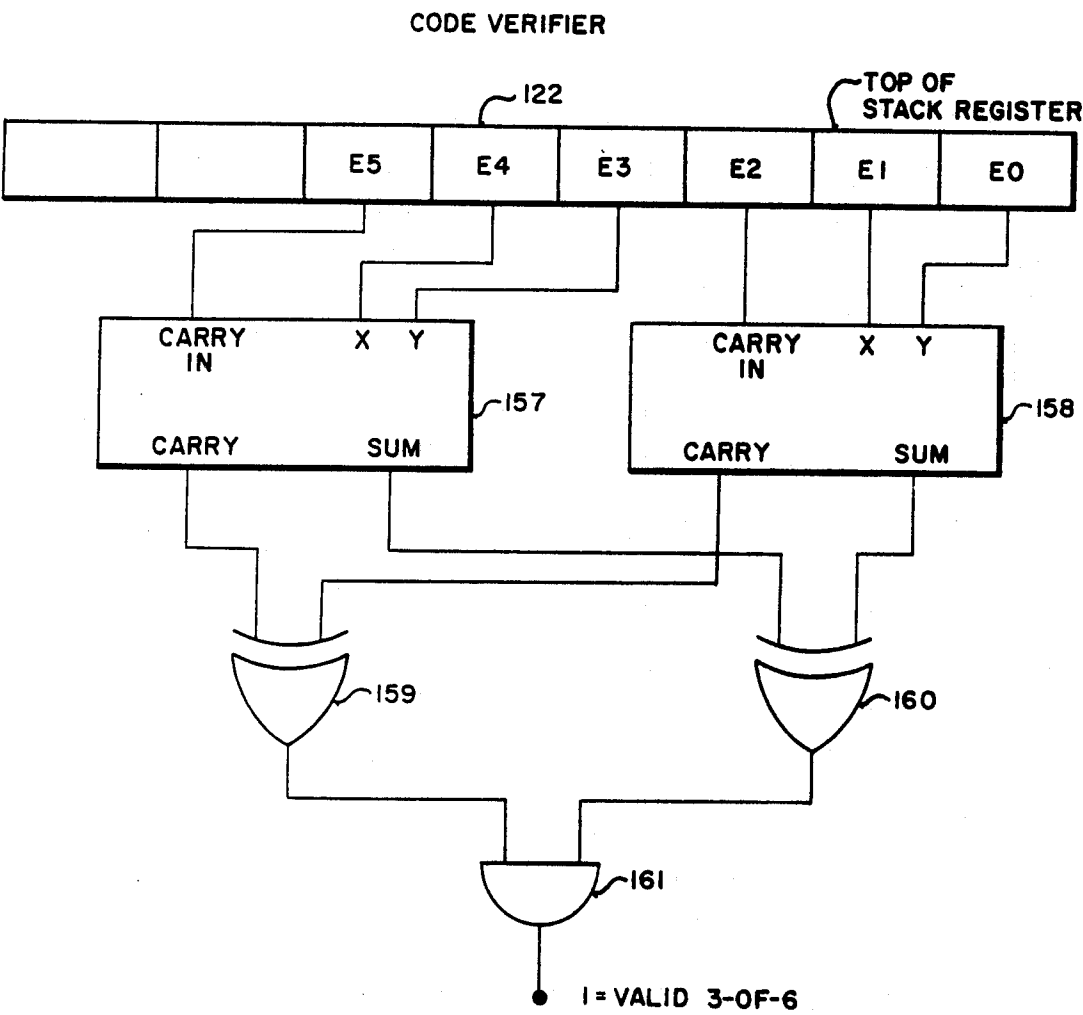 CODE VERIFIER
122
TOP OF
STACK REGISTER
E5 E4 E3 E2 E1 E0
CARRY IN X Y
CARRY IN X Y
157
158
CARRY SUM
CARRY SUM
159
160
161
1 = VALID 3-OF-6